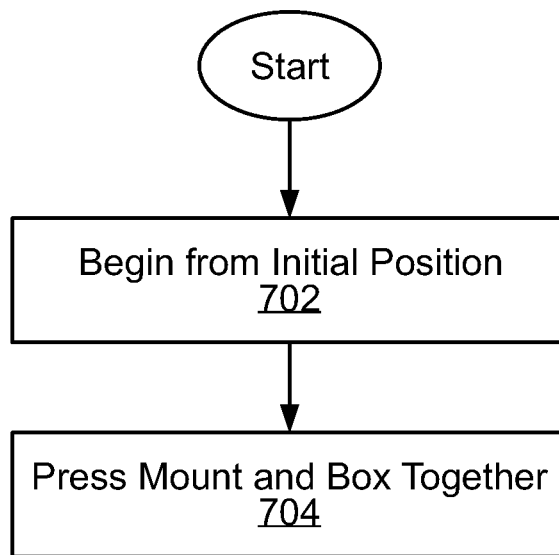 Start
Begin from Initial Position
702
Press Mount and Box Together
704